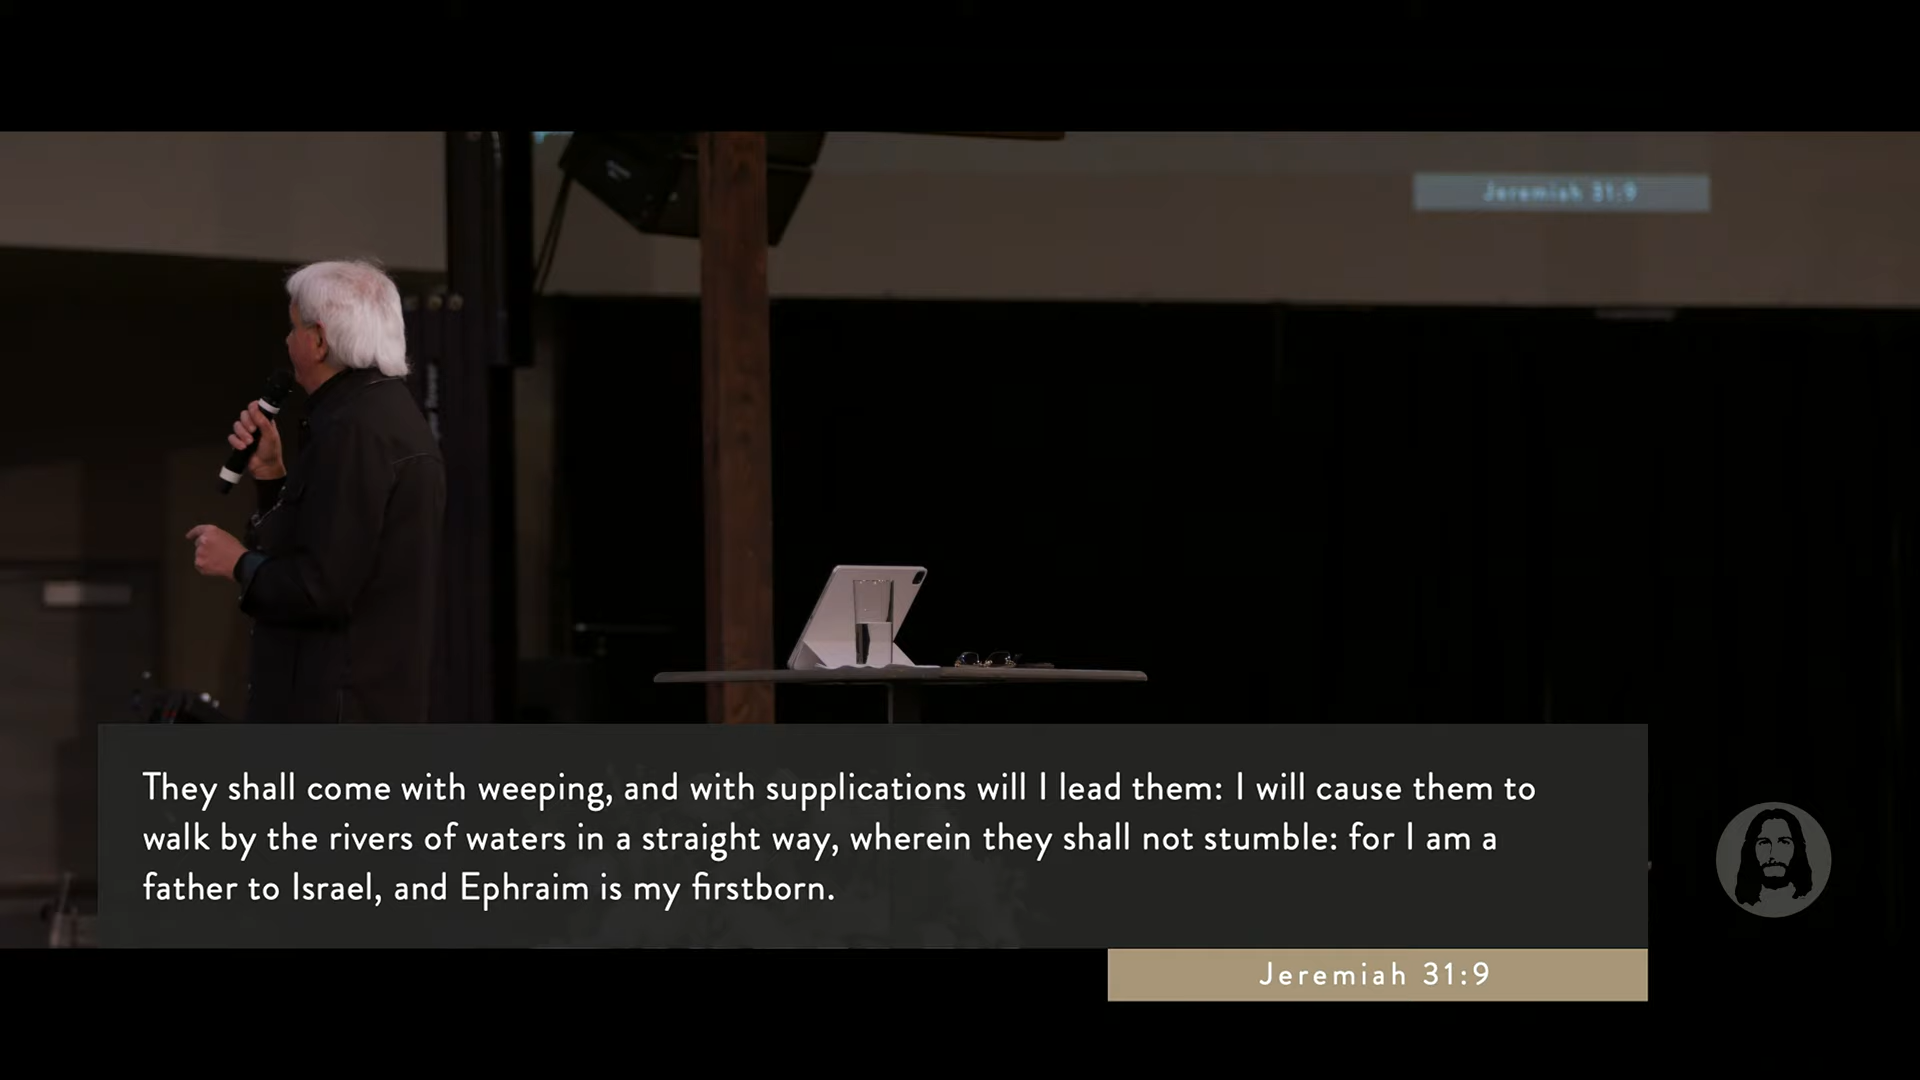 Jeremiah 31:9
They shall come with weeping, and with supplications will I lead them: I will cause them to
walk by the rivers of waters in a straight way, wherein they shall not stumble: for I am a
father to Israel, and Ephraim is my firstborn.
Jeremiah 31:9